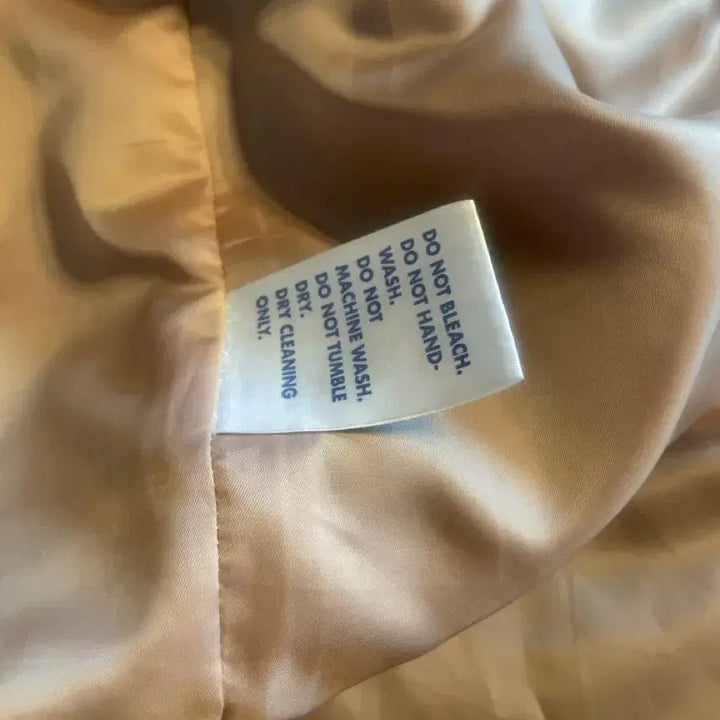 DO NOT BLEACH.
DO NOT HAND-
WASH.
DO NOT
MACHINE WASH.
DO NOT TUMBLE
DRY.
DRY CLEANING
ONLY.